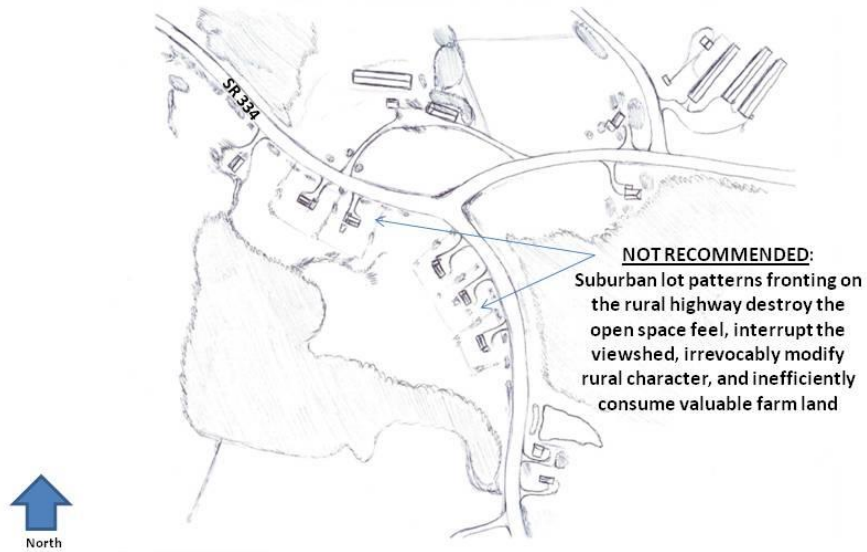 SR 334
NOT RECOMMENDED:
Suburban lot patterns fronting on
the rural highway destroy the
open space feel, interrupt the
viewshed, irrevocably modify
rural character, and inefficiently
consume valuable farm land
North